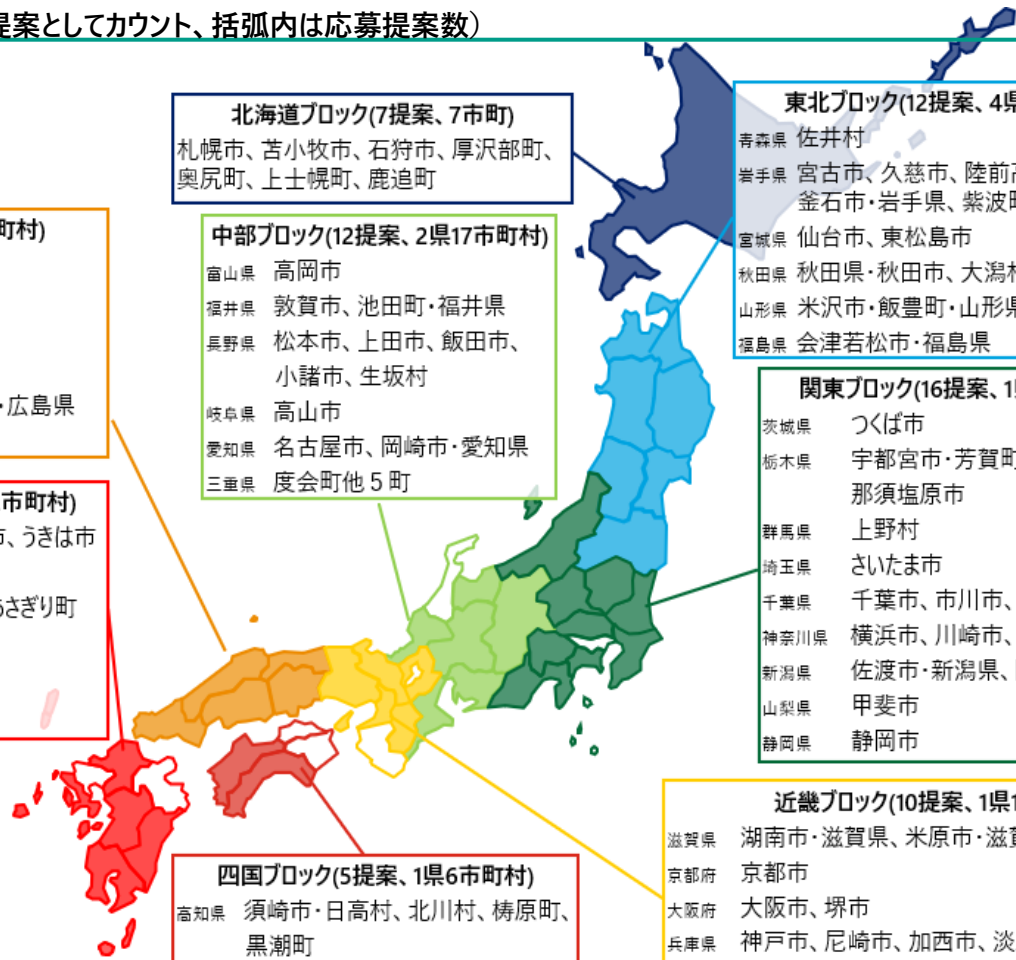 提案としてカウント、括弧内は応募提案数）
北海道ブロック(7提案、7市町)
札幌市、苫小牧市、石狩市、厚沢部町、
奥尻町、上士幌町、鹿追町
東北ブロック(12提案、4県
青森県 佐井村
岩手県 宮古市、久慈市、陸前高
釜石市・岩手県、紫波町
宮城県 仙台市、東松島市
秋田県 秋田県・秋田市、大潟村
山形県 米沢市・飯豊町・山形県
福島県 会津若松市・福島県
町村)
・広島県
中部ブロック(12提案、2県17市町村)
富山県 高岡市
福井県 敦賀市、池田町・福井県
長野県 松本市、上田市、飯田市、
小諸市、生坂村
岐阜県 高山市
愛知県 名古屋市、岡崎市・愛知県
三重県 度会町他５町
関東ブロック(16提案、1
茨城県 つくば市
栃木県 宇都宮市・芳賀町
那須塩原市
群馬県 上野村
埼玉県 さいたま市
千葉県 千葉市、市川市、
神奈川県 横浜市、川崎市、
新潟県 佐渡市・新潟県、
山梨県 甲斐市
静岡県 静岡市
市町村)
市、うきは市
あさぎり町
近畿ブロック(10提案、1県1
滋賀県 湖南市・滋賀県、米原市・滋賀
京都府 京都市
大阪府 大阪市、堺市
兵庫県 神戸市、尼崎市、加西市、淡
四国ブロック(5提案、1県6市町村)
高知県 須崎市・日高村、北川村、梼原町、
黒潮町